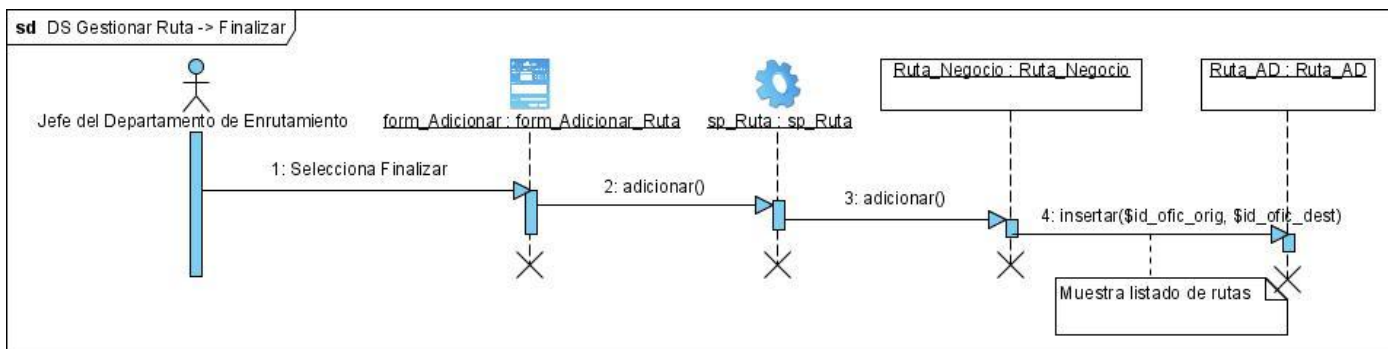 sd DS Gestionar Ruta -> Finalizar
Jefe del Departamento de Enrutamiento
form_Adicionar : form_Adicionar_Ruta
sp_Ruta : sp_Ruta
Ruta_Negocio : Ruta_Negocio
Ruta_AD : Ruta_AD
1: Selecciona Finalizar
2: adicionar()
3: adicionar()
4: insertar($id_ofic_orig, $id_ofic_dest)
Muestra listado de rutas